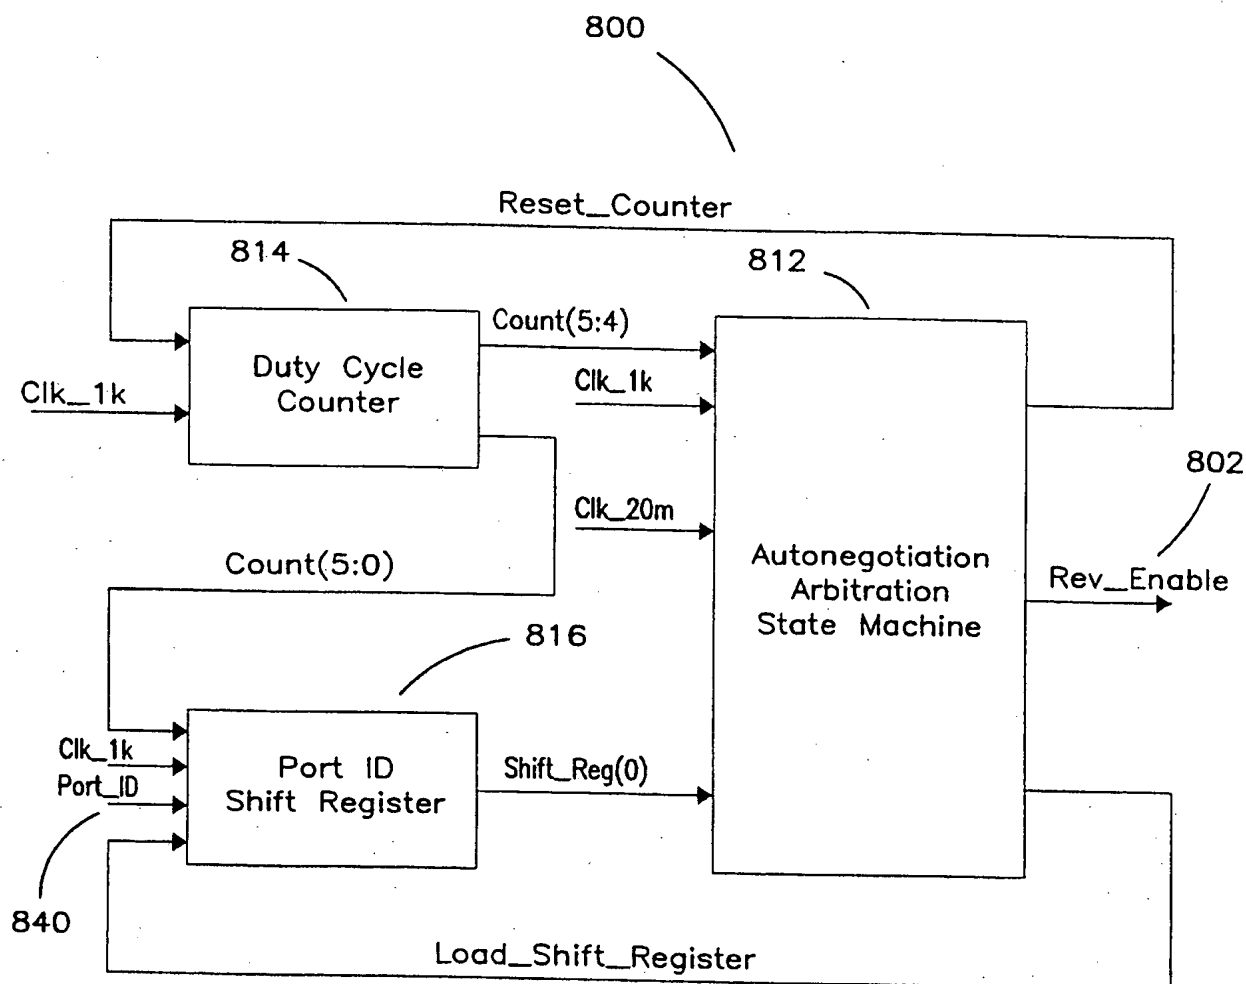 800
Reset_Counter
814
812
Count(5:4)
Duty Cycle
Counter
Clk_1k
Clk_1k
802
Clk_20m
Count(5:0)
Autonegotiation
Arbitration
State Machine
Rev_Enable
816
Clk_1k
Port_ID
Port ID
Shift Register
Shift_Reg(0)
840
Load_Shift_Register